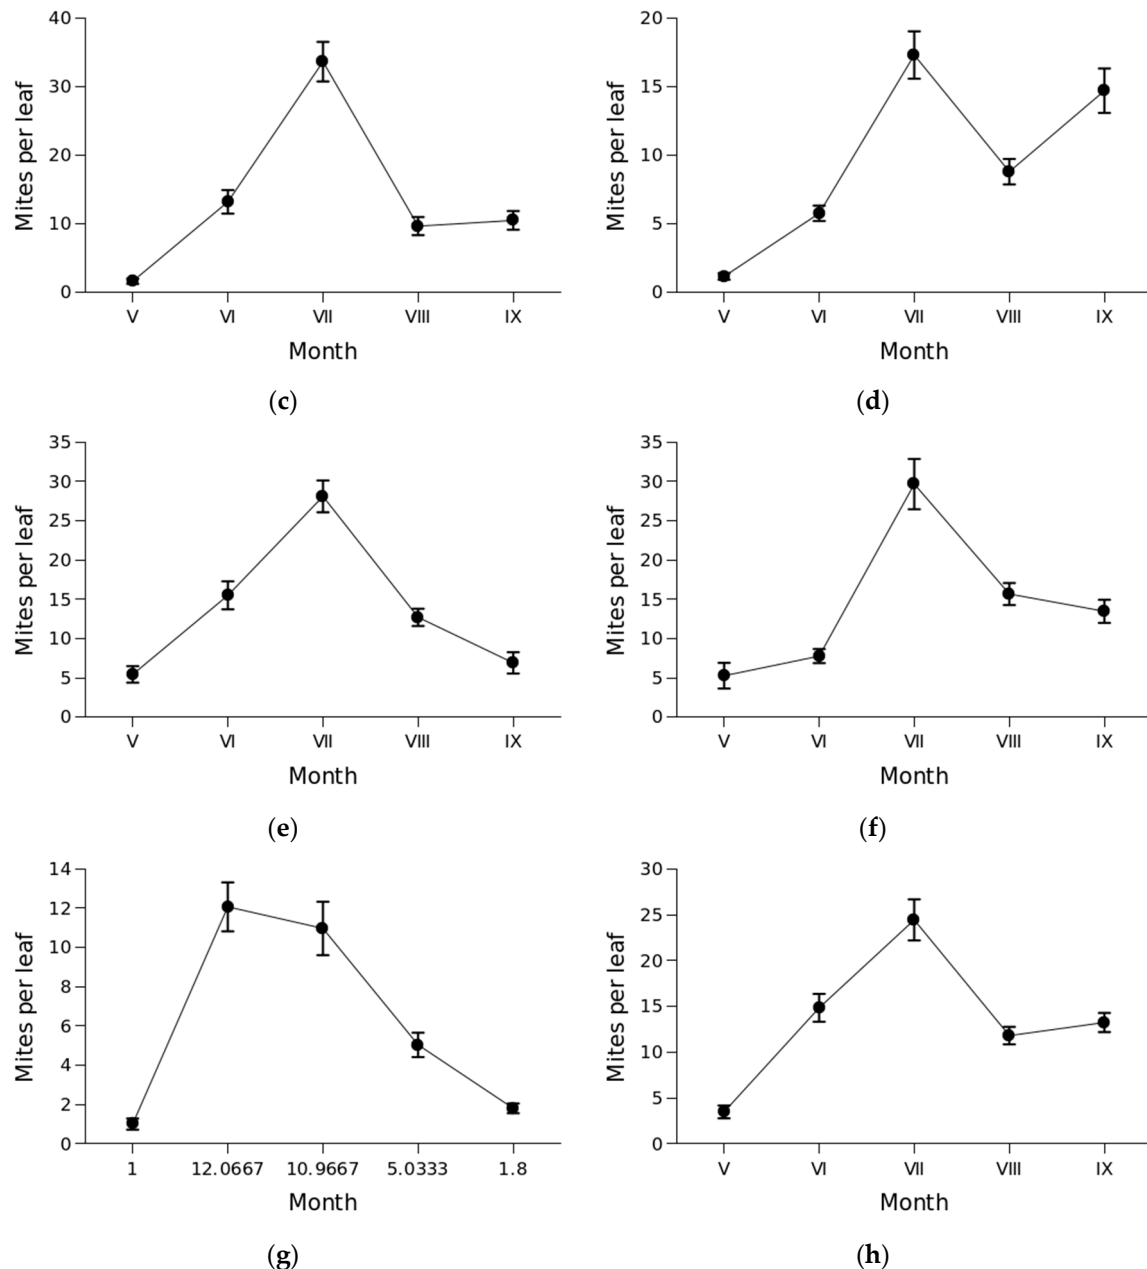 40
30
20
10
0
Mites per leaf
V VI VII VIII IX
Month
(c)
20
15
10
5
0
Mites per leaf
V VI VII VIII IX
Month
(d)
35
30
25
20
15
10
5
0
Mites per leaf
V VI VII VIII IX
Month
(e)
35
30
25
20
15
10
5
0
Mites per leaf
V VI VII VIII IX
Month
(f)
14
12
10
8
6
4
2
0
Mites per leaf
1 12.0667 10.9667 5.0333 1.8
Month
(g)
30
25
20
15
10
5
0
Mites per leaf
V VI VII VIII IX
Month
(h)